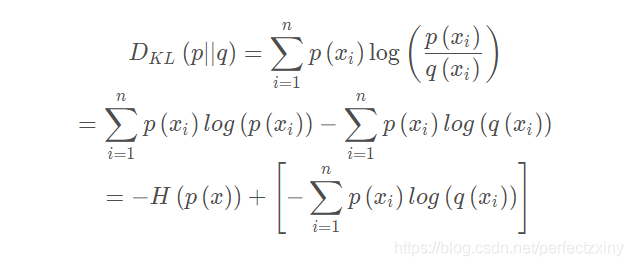 D_{KL} (p||q) = \sum_{i=1}^{n} p (x_i) \log \left( \frac{p (x_i)}{q (x_i)} \right)
= \sum_{i=1}^{n} p (x_i) log (p (x_i)) - \sum_{i=1}^{n} p (x_i) log (q (x_i))
= -H (p (x)) + \left[ -\sum_{i=1}^{n} p (x_i) log (q (x_i)) \right]
https://blog.csdn.net/perfectzxiny